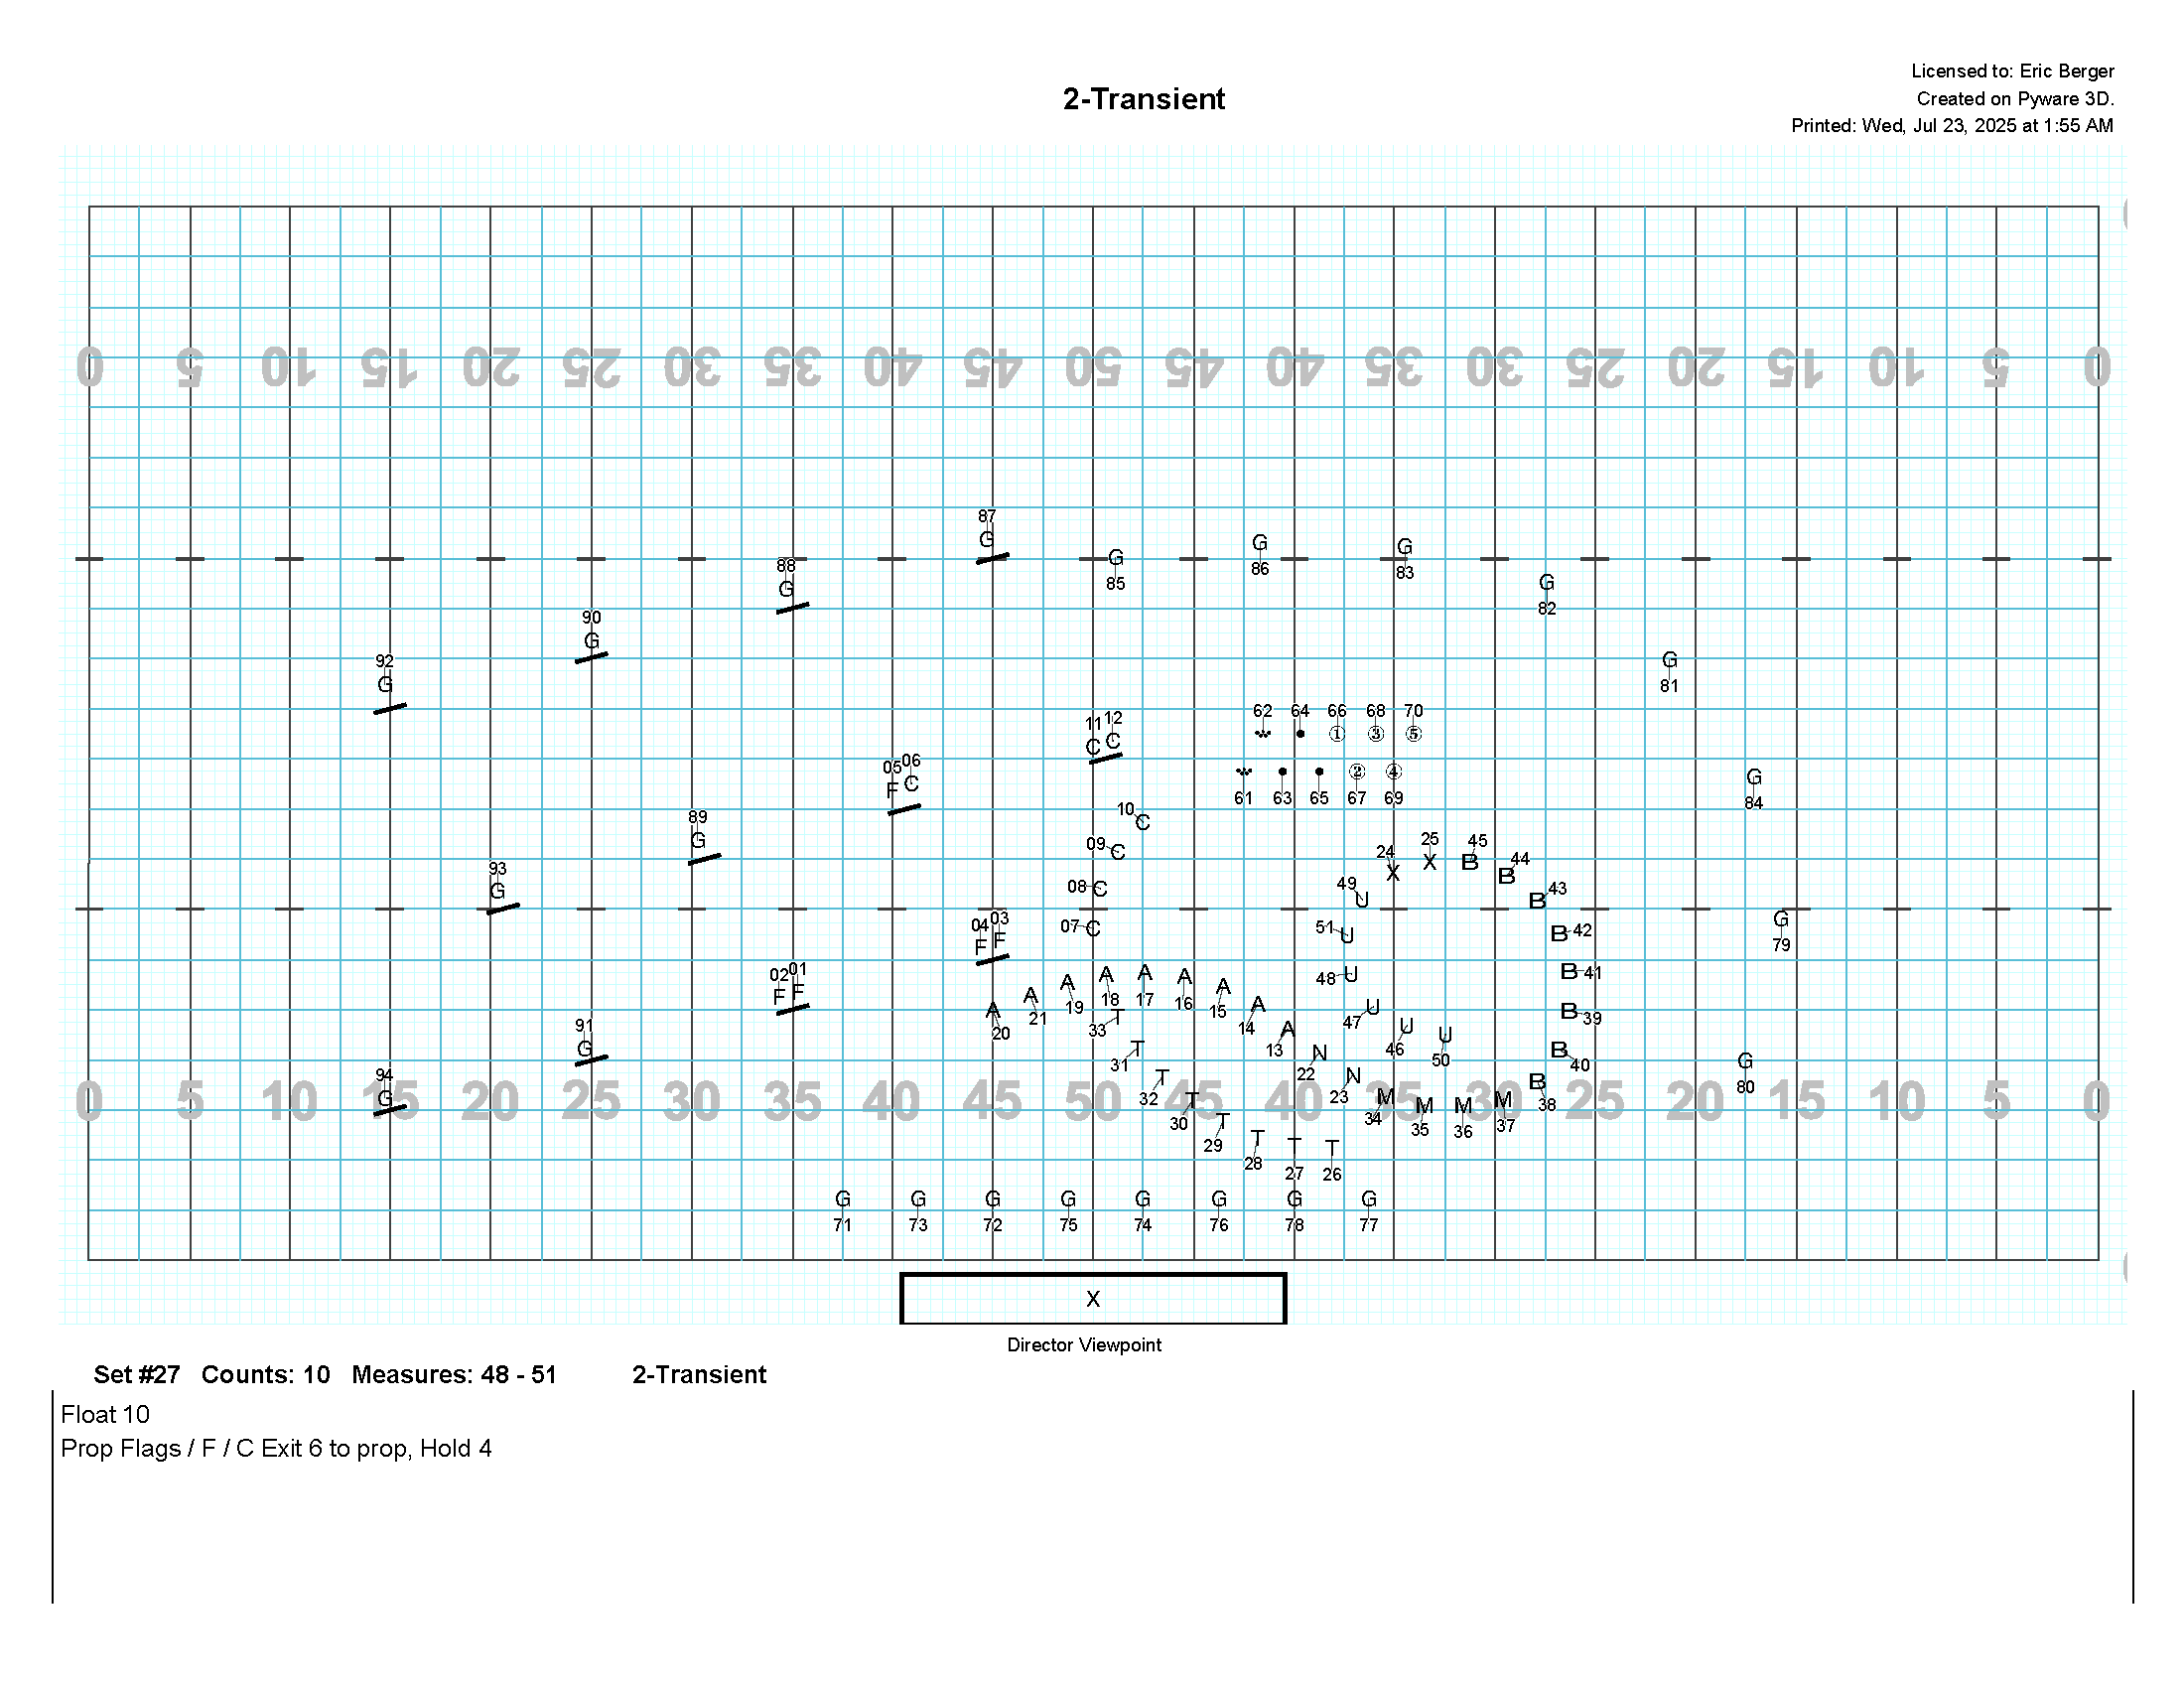 Licensed to: Eric Berger
2-Transient
Created on Pyware 3D.
Printed: Wed, Jul 23, 2025 at 1:55 AM
0 5 10 15 20 25 30 35 40 45 50 45 40 35 30 25 20 15 10 5 0
87
G
G
85
G
86
G
83
88
G
G
82
90
G
92
G
G
81
11 12
C C
62 64 66 68 70
① ③ ⑤
05 06
F C
② ④
61 63 65 67 69
G
84
10 C
89
G
09 C
24 25 45
X X B
44 B
93
G
08 C
49 U
43 B
04 03
F F
07 C
51 U
B 42
G
79
02 01
F F
A A A A A A A A A
20 21 19 18 17 16 15 14 13
48 U
B 41
33 T
47 U
B 39
91
G
31 T
N
22
U
46
U
50
B 40
G
80
94
G
32 T
N
23
B
38
0 5 10 15 20 25 30 35 40 45 50 45 40 35 30 25 20 15 10 5 0
30 T
M M M M
34 35 36 37
T T T T
29 28 27 26
G G G G G G G G
71 73 72 75 74 76 78 77
X
Director Viewpoint
Set #27 Counts: 10 Measures: 48 - 51 2-Transient
Float 10
Prop Flags / F / C Exit 6 to prop, Hold 4